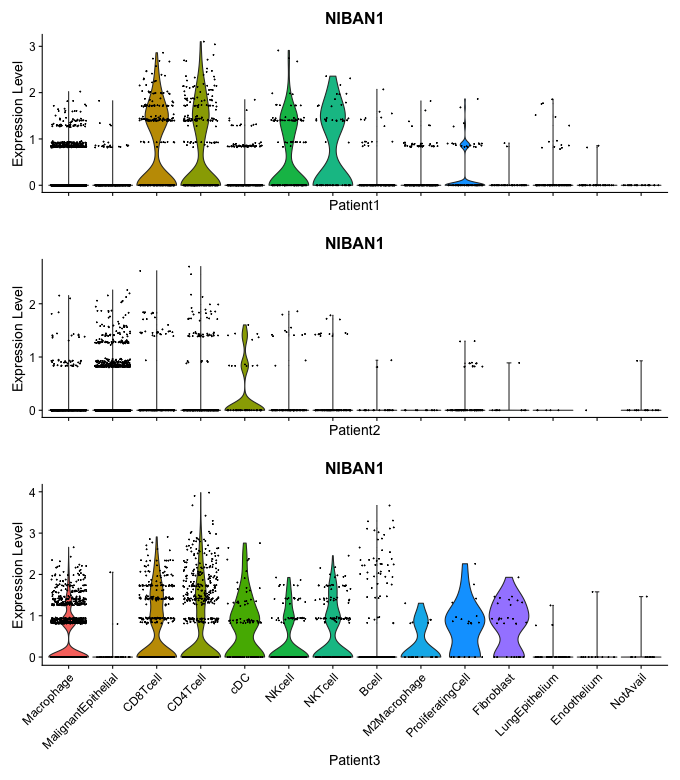 NIBAN1
Expression Level
3
2
1
0
Patient1
NIBAN1
Expression Level
2
1
0
Patient2
NIBAN1
Expression Level
4
3
2
1
0
Macrophage
MalignantEpithelial
CD8Tcell
CD4Tcell
cDC
NKcell
NKTcell
Bcell
M2Macrophage
ProliferatingCell
Fibroblast
LungEpithelium
Endothelium
NotAvail
Patient3